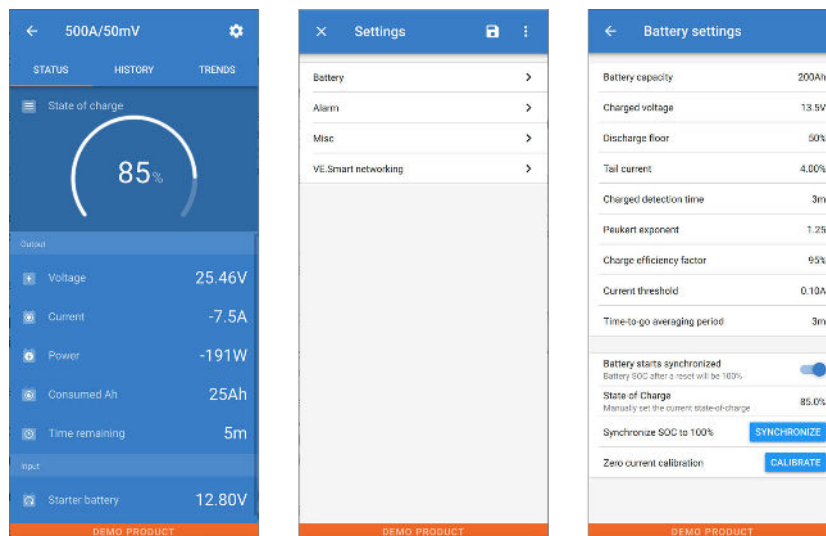 500A/50mV
STATUS HISTORY TRENDS
State of charge
85%
Output
Voltage 25.46V
Current -7.5A
Power -191W
Consumed Ah 25Ah
Time remaining 5m
Input
Starter battery 12.80V
DEMO PRODUCT
Settings
Battery
Alarm
Misc
VE.Smart networking
DEMO PRODUCT
Battery settings
Battery capacity 200Ah
Charged voltage 13.5V
Discharge floor 50%
Tail current 4.00%
Charged detection time 3m
Peukert exponent 1.25
Charge efficiency factor 95%
Current threshold 0.10A
Time-to-go averaging period 3m
Battery starts synchronized
Battery SOC after a reset will be 100%
State of Charge 85.0%
Manually set the current state-of-charge
Synchronize SOC to 100% SYNCHRONIZE
Zero current calibration CALIBRATE
DEMO PRODUCT